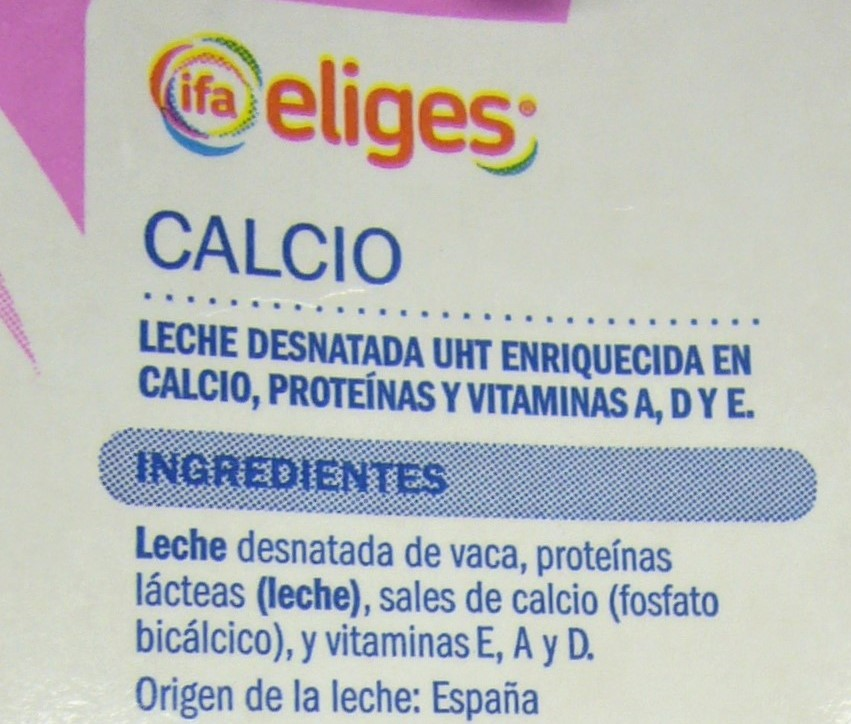 ifa eliges®
CALCIO
LECHE DESNATADA UHT ENRIQUECIDA EN
CALCIO, PROTEÍNAS Y VITAMINAS A, D Y E.
INGREDIENTES
Leche desnatada de vaca, proteínas
lácteas (leche), sales de calcio (fosfato
bicálcico), y vitaminas E, A y D.
Origen de la leche: España